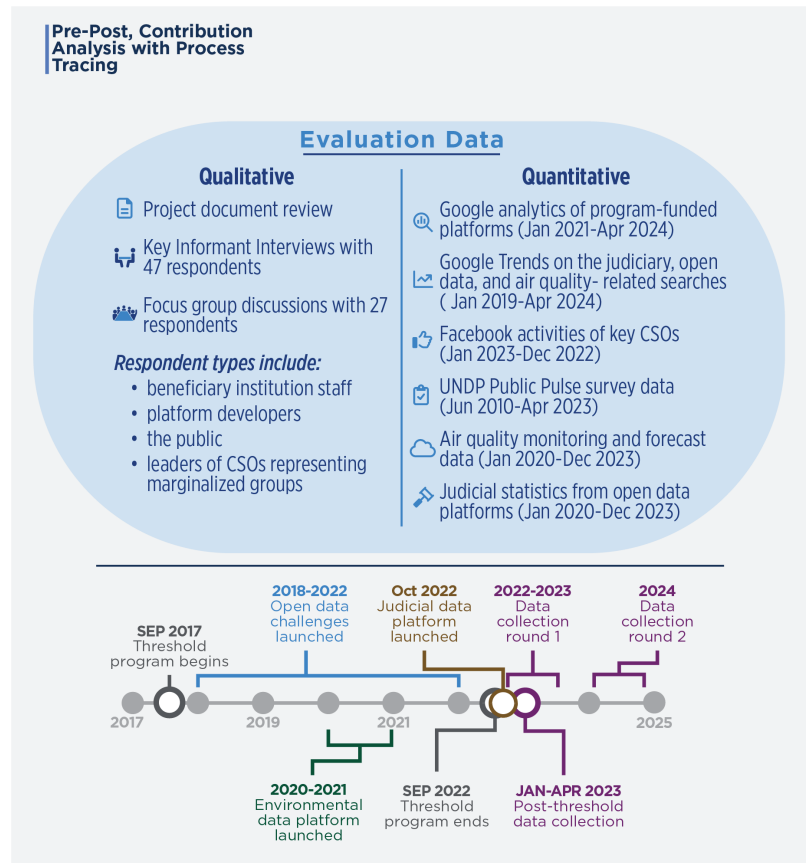 Pre-Post, Contribution
Analysis with Process
Tracing
Evaluation Data
Qualitative
Project document review
Key Informant Interviews with
47 respondents
Focus group discussions with 27
respondents
Respondent types include:
• beneficiary institution staff
• platform developers
• the public
• leaders of CSOs representing
marginalized groups
Quantitative
Google analytics of program-funded
platforms (Jan 2021-Apr 2024)
Google Trends on the judiciary, open
data, and air quality- related searches
( Jan 2019-Apr 2024)
Facebook activities of key CSOs
(Jan 2023-Dec 2022)
UNDP Public Pulse survey data
(Jun 2010-Apr 2023)
Air quality monitoring and forecast
data (Jan 2020-Dec 2023)
Judicial statistics from open data
platforms (Jan 2020-Dec 2023)
SEP 2017
Threshold
program begins
2018-2022
Open data
challenges
launched
Oct 2022
Judicial data
platform
launched
2022-2023
Data
collection
round 1
2024
Data
collection
round 2
2017
2019
2021
2025
2020-2021
Environmental
data platform
launched
SEP 2022
Threshold
program ends
JAN-APR 2023
Post-threshold
data collection